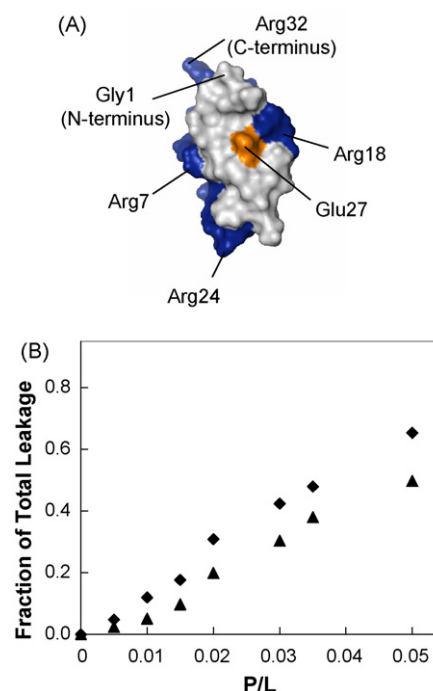 (A)
Arg32
(C-terminus)
Gly1
(N-terminus)
Arg18
Arg7
Glu27
Arg24
(B)
Fraction of Total Leakage
0.8
0.6
0.4
0.2
0.0
0 0.01 0.02 0.03 0.04 0.05
P/L